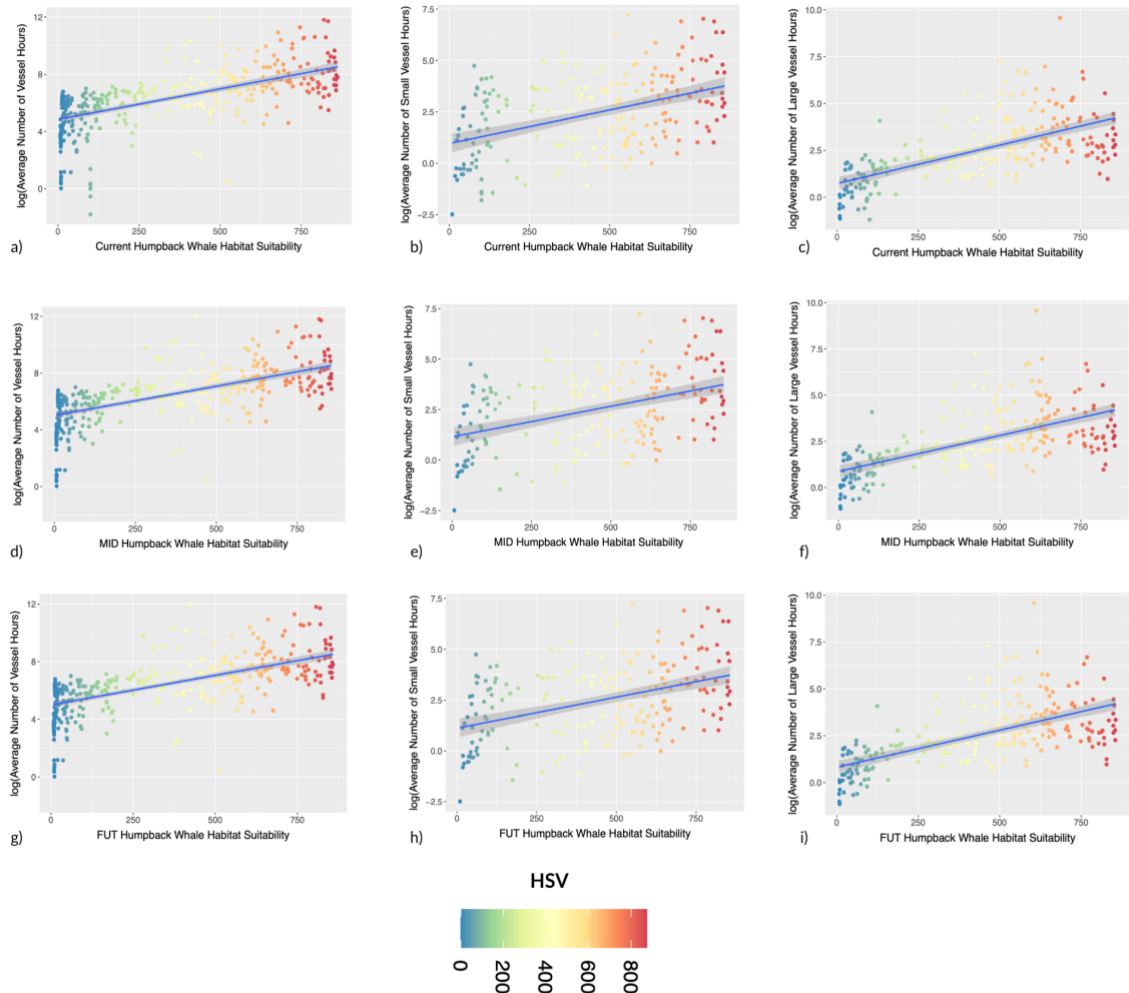 12
8
4
0
log(Average Number of Vessel Hours)
0 250 500 750
Current Humpback Whale Habitat Suitability
a)
7.5
5.0
2.5
0.0
−2.5
log(Average Number of Small Vessel Hours)
0 250 500 750
Current Humpback Whale Habitat Suitability
b)
10.0
7.5
5.0
2.5
0.0
log(Average Number of Large Vessel Hours)
0 250 500 750
Current Humpback Whale Habitat Suitability
c)
12
8
4
0
log(Average Number of Vessel Hours)
0 250 500 750
MID Humpback Whale Habitat Suitability
d)
7.5
5.0
2.5
0.0
−2.5
log(Average Number of Small Vessel Hours)
0 250 500 750
MID Humpback Whale Habitat Suitability
e)
10.0
7.5
5.0
2.5
0.0
log(Average Number of Large Vessel Hours)
0 250 500 750
MID Humpback Whale Habitat Suitability
f)
12
8
4
0
log(Average Number of Vessel Hours)
0 250 500 750
FUT Humpback Whale Habitat Suitability
g)
7.5
5.0
2.5
0.0
−2.5
log(Average Number of Small Vessel Hours)
0 250 500 750
FUT Humpback Whale Habitat Suitability
h)
10.0
7.5
5.0
2.5
0.0
log(Average Number of Large Vessel Hours)
0 250 500 750
FUT Humpback Whale Habitat Suitability
i)
HSV
0 200 400 600 800